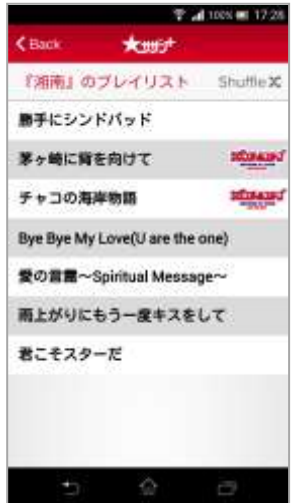 100% 17:28
Back
『湘南』のプレイリスト Shuffle
勝手にシンドバッド
茅ヶ崎に背を向けて
チャコの海岸物語
Bye Bye My Love(U are the one)
愛の言霊～Spiritual Message～
雨上がりにもう一度キスをして
君こそスターだ